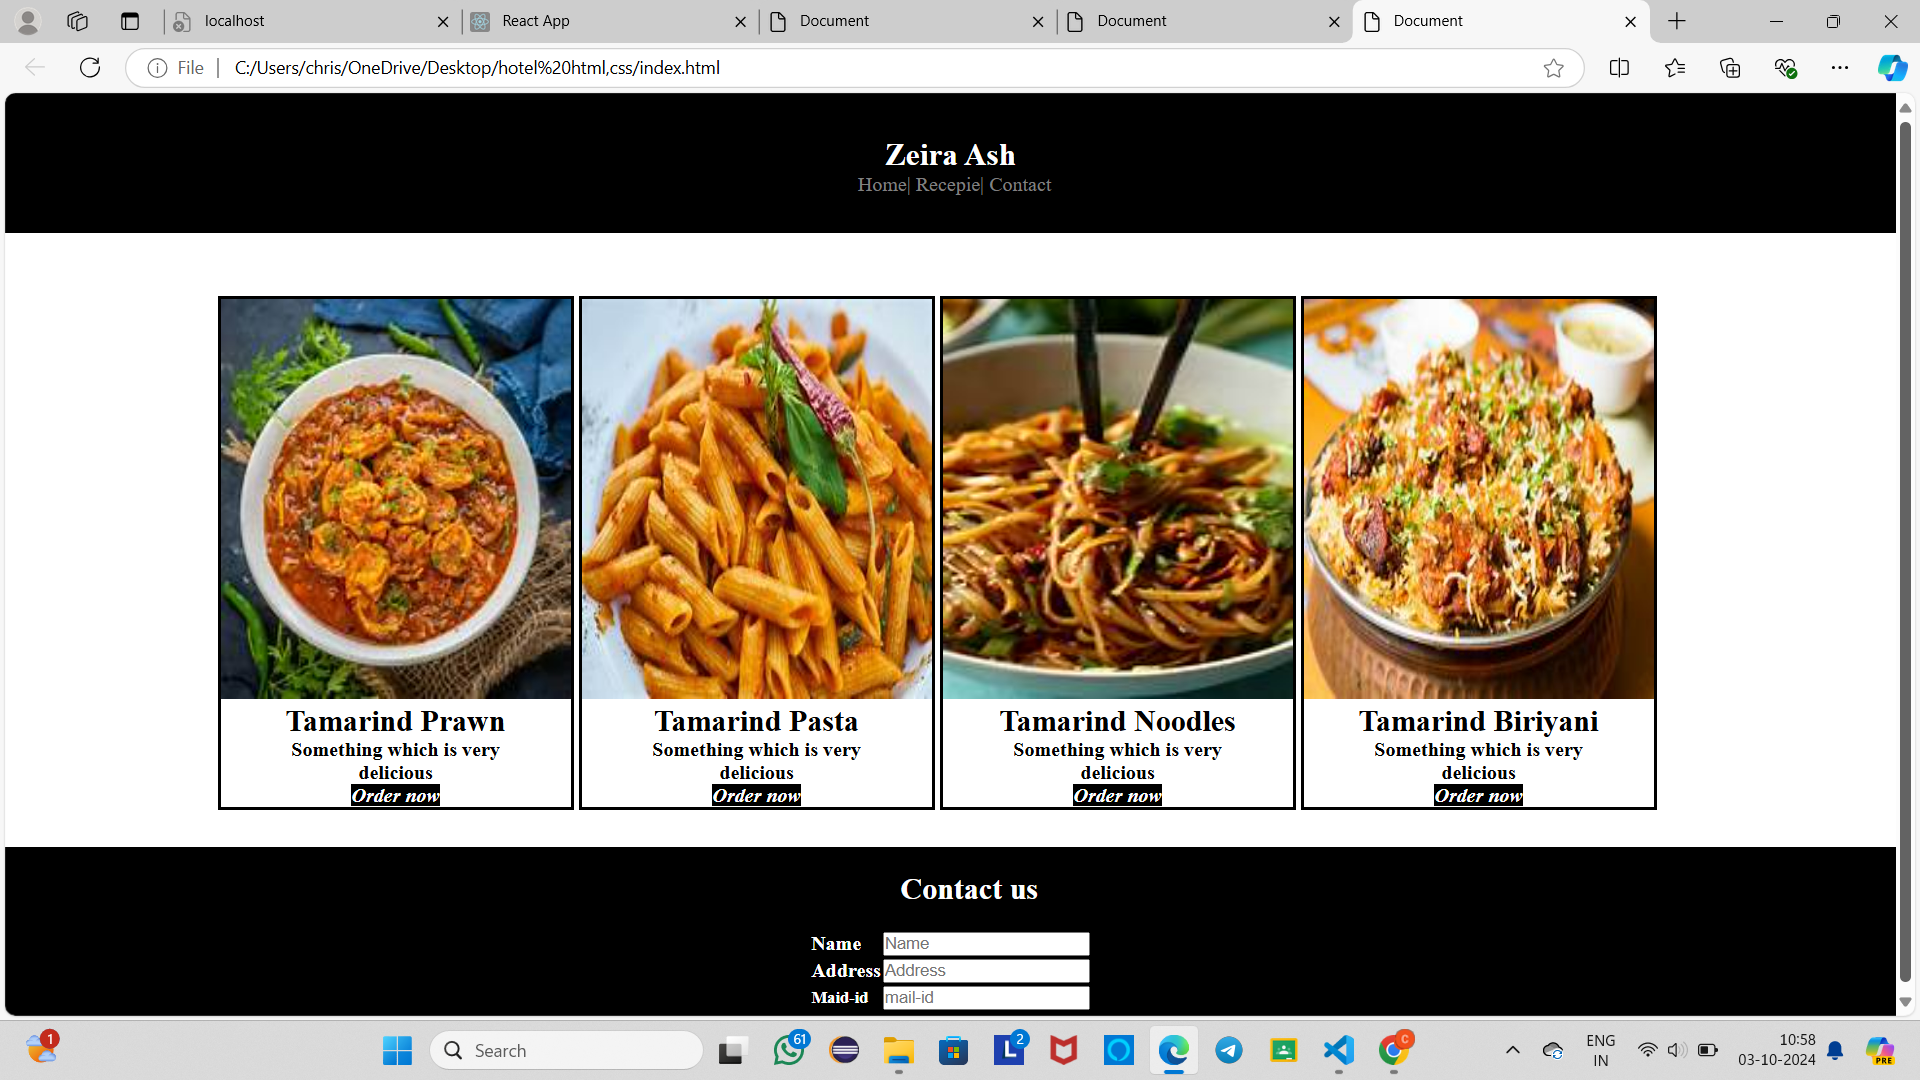 localhost
React App
Document
Document
Document
File
C:/Users/chris/OneDrive/Desktop/hotel%20html,css/index.html
Zeira Ash
Home| Recepie| Contact
Tamarind Prawn
Something which is very
delicious
Order now
Tamarind Pasta
Something which is very
delicious
Order now
Tamarind Noodles
Something which is very
delicious
Order now
Tamarind Biriyani
Something which is very
delicious
Order now
Contact us
Name Name
Address Address
Maid-id mail-id
1
Search
61
L 2
C
ENG
IN
10:58
03-10-2024
PRE